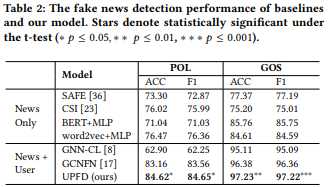 Table 2: The fake news detection performance of baselines
and our model. Stars denote statistically significant under
the t-test (∗ p ≤ 0.05, ∗∗ p ≤ 0.01, ∗∗∗ p ≤ 0.001).
Model POL GOS
ACC F1 ACC F1
News Only
SAFE [36] 73.30 72.87 77.37 77.19
CSI [23] 76.02 75.99 75.20 75.01
BERT+MLP 71.04 71.03 85.76 85.75
word2vec+MLP 76.47 76.36 84.61 84.59
News + User
GNN-CL [8] 62.90 62.25 95.11 95.09
GCNFN [17] 83.16 83.56 96.38 96.36
UPFD (ours) 84.62* 84.65* 97.23** 97.22***